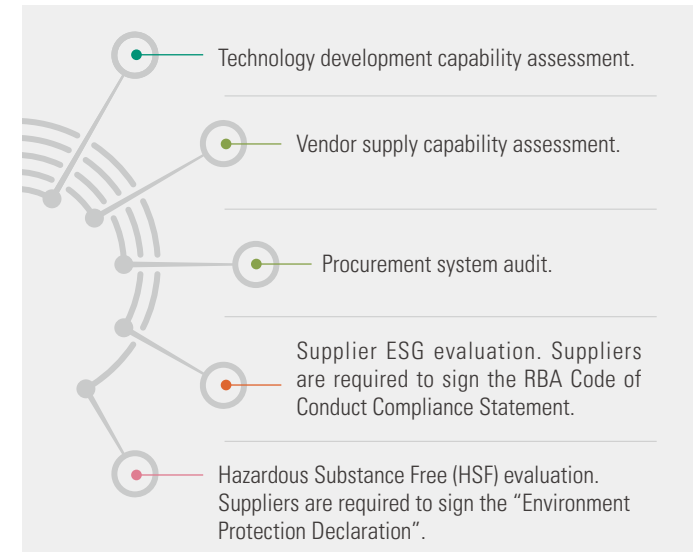 Technology development capability assessment.
Vendor supply capability assessment.
Procurement system audit.
Supplier ESG evaluation. Suppliers
are required to sign the RBA Code of
Conduct Compliance Statement.
Hazardous Substance Free (HSF) evaluation.
Suppliers are required to sign the “Environment
Protection Declaration”.